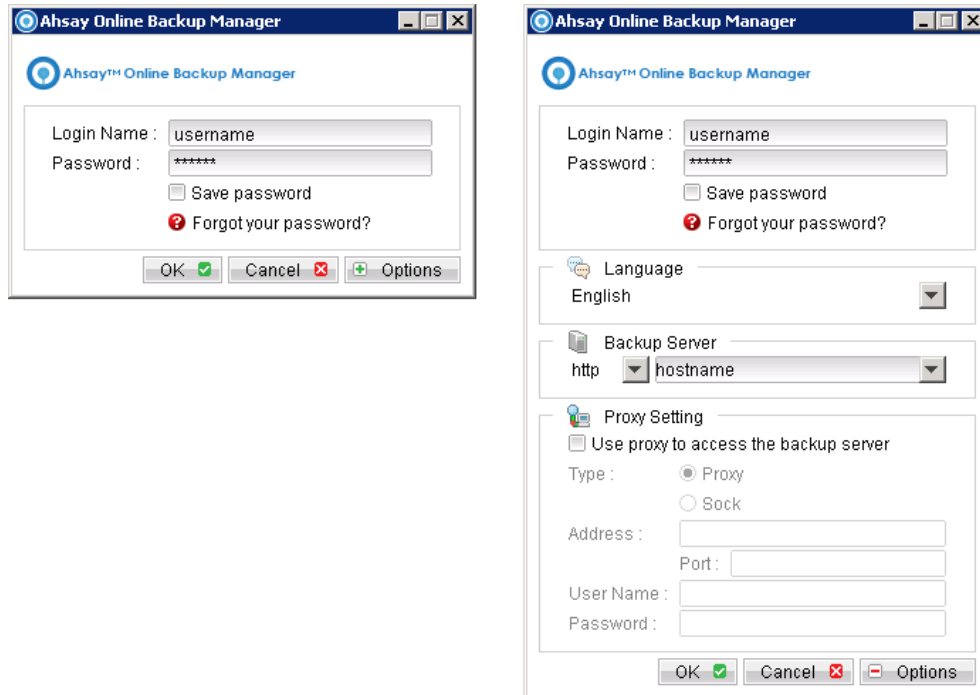 Ahsay Online Backup Manager
Ahsay™ Online Backup Manager
Login Name : username
Password : ******
Save password
Forgot your password?
OK Cancel Options
Ahsay Online Backup Manager
Ahsay™ Online Backup Manager
Login Name : username
Password : ******
Save password
Forgot your password?
Language
English
Backup Server
http hostname
Proxy Setting
Use proxy to access the backup server
Type : Proxy
Sock
Address :
Port :
User Name :
Password :
OK Cancel Options